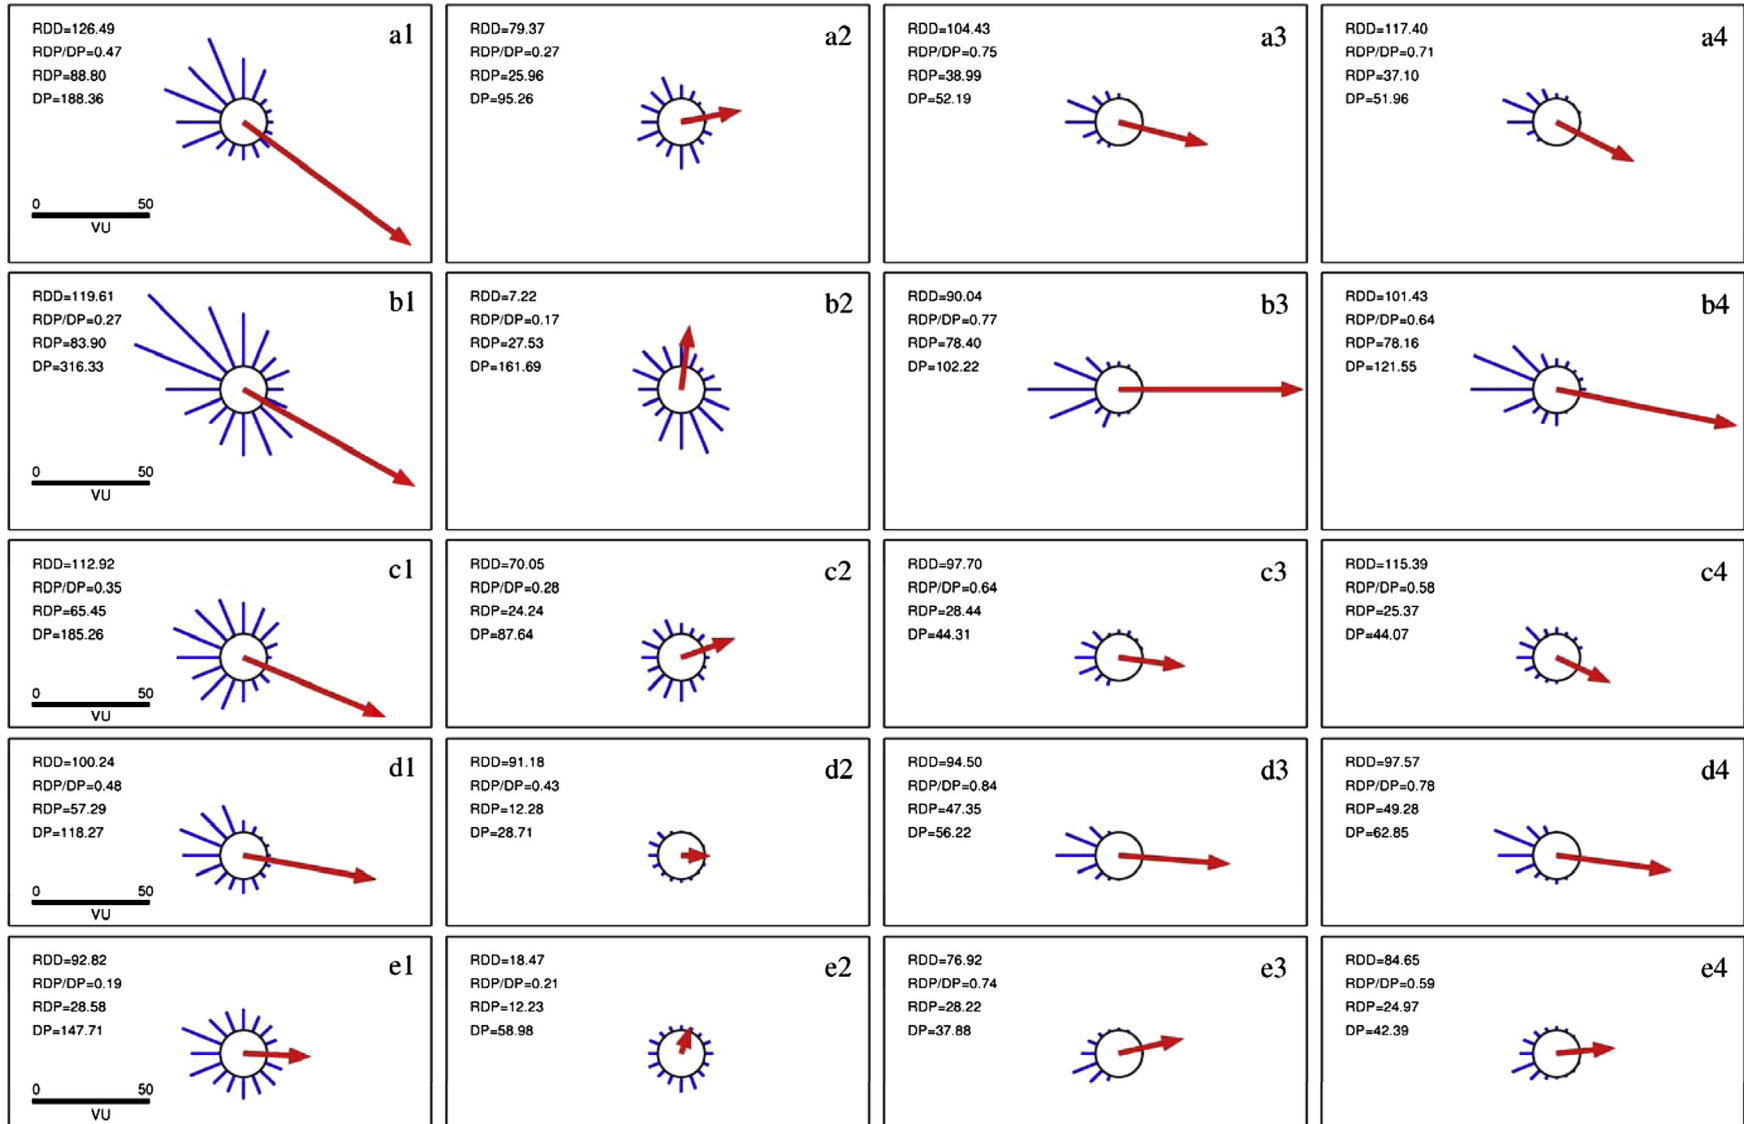 RDD=126.49
RDP/DP=0.47
RDP=88.80
DP=188.36
a1
0 50
VU
RDD=79.37
RDP/DP=0.27
RDP=25.96
DP=95.26
a2
RDD=104.43
RDP/DP=0.75
RDP=38.99
DP=52.19
a3
RDD=117.40
RDP/DP=0.71
RDP=37.10
DP=51.96
a4
RDD=119.61
RDP/DP=0.27
RDP=83.90
DP=316.33
b1
0 50
VU
RDD=7.22
RDP/DP=0.17
RDP=27.53
DP=161.69
b2
RDD=90.04
RDP/DP=0.77
RDP=78.40
DP=102.22
b3
RDD=101.43
RDP/DP=0.64
RDP=78.16
DP=121.55
b4
RDD=112.92
RDP/DP=0.35
RDP=65.45
DP=185.26
c1
0 50
VU
RDD=70.05
RDP/DP=0.28
RDP=24.24
DP=87.64
c2
RDD=97.70
RDP/DP=0.64
RDP=28.44
DP=44.31
c3
RDD=115.39
RDP/DP=0.58
RDP=25.37
DP=44.07
c4
RDD=100.24
RDP/DP=0.48
RDP=57.29
DP=118.27
d1
0 50
VU
RDD=91.18
RDP/DP=0.43
RDP=12.28
DP=28.71
d2
RDD=94.50
RDP/DP=0.84
RDP=47.35
DP=56.22
d3
RDD=97.57
RDP/DP=0.78
RDP=49.28
DP=62.85
d4
RDD=92.82
RDP/DP=0.19
RDP=28.58
DP=147.71
e1
0 50
VU
RDD=18.47
RDP/DP=0.21
RDP=12.23
DP=58.98
e2
RDD=76.92
RDP/DP=0.74
RDP=28.22
DP=37.88
e3
RDD=84.65
RDP/DP=0.59
RDP=24.97
DP=42.39
e4